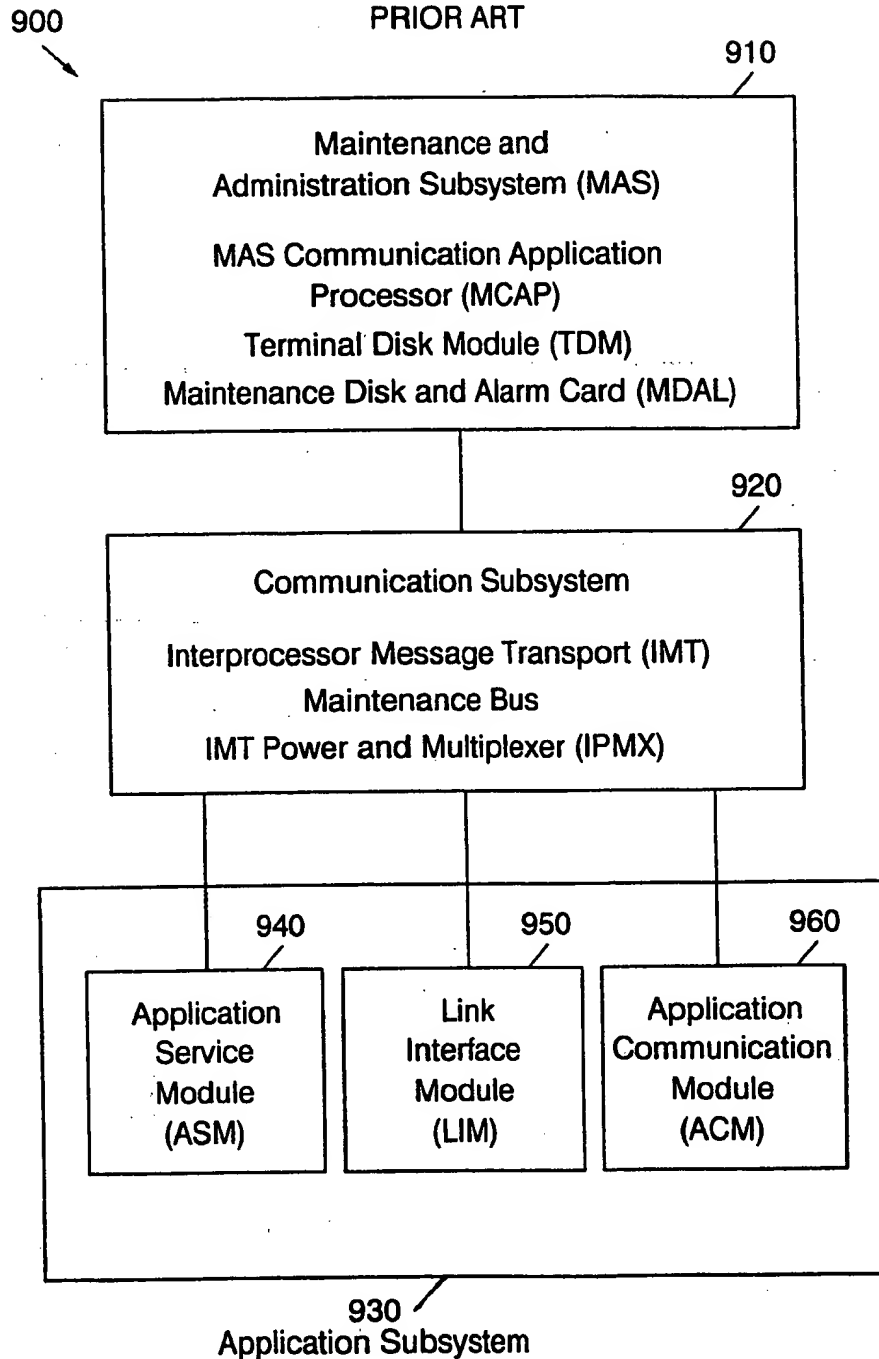 PRIOR ART
900
910
Maintenance and
Administration Subsystem (MAS)
MAS Communication Application
Processor (MCAP)
Terminal Disk Module (TDM)
Maintenance Disk and Alarm Card (MDAL)
920
Communication Subsystem
Interprocessor Message Transport (IMT)
Maintenance Bus
IMT Power and Multiplexer (IPMX)
940
Application
Service
Module
(ASM)
950
Link
Interface
Module
(LIM)
960
Application
Communication
Module
(ACM)
930
Application Subsystem